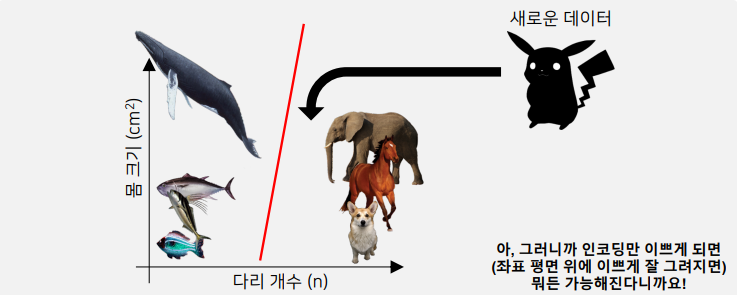 새로운 데이터
몸 크기 (cm²)
다리 개수 (n)
아, 그러니까 인코딩만 이쁘게 되면
(좌표 평면 위에 이쁘게 잘 그려지면)
뭐든 가능해진다니까요!